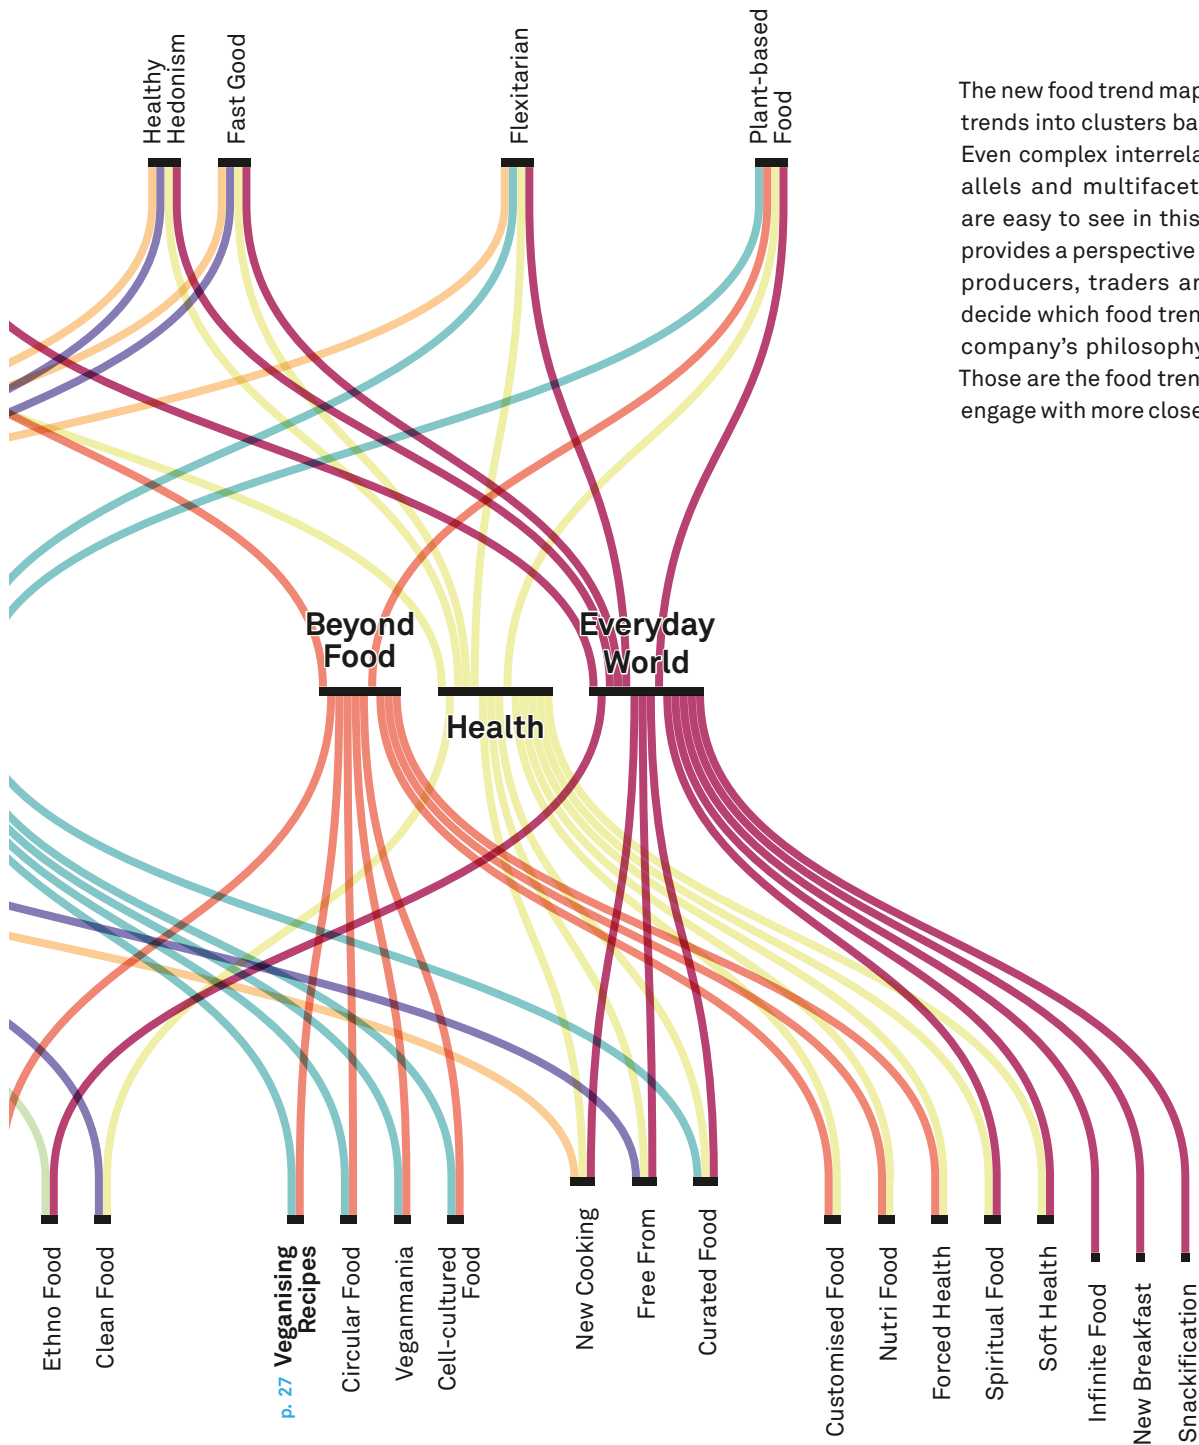 Healthy
Hedonism
Fast Good
Flexitarian
Plant-based
Food
The new food trend map
trends into clusters ba
Even complex interrela
allels and multifacet
are easy to see in this
provides a perspective
producers, traders ar
decide which food tren
company's philosophy
Those are the food tren
engage with more close
Beyond
Food
Health
Everyday
World
Ethno Food
Clean Food
p. 27 Veganising
Recipes
Circular Food
Veganmania
Cell-cultured
Food
New Cooking
Free From
Curated Food
Customised Food
Nutri Food
Forced Health
Spiritual Food
Soft Health
Infinite Food
New Breakfast
Snackification